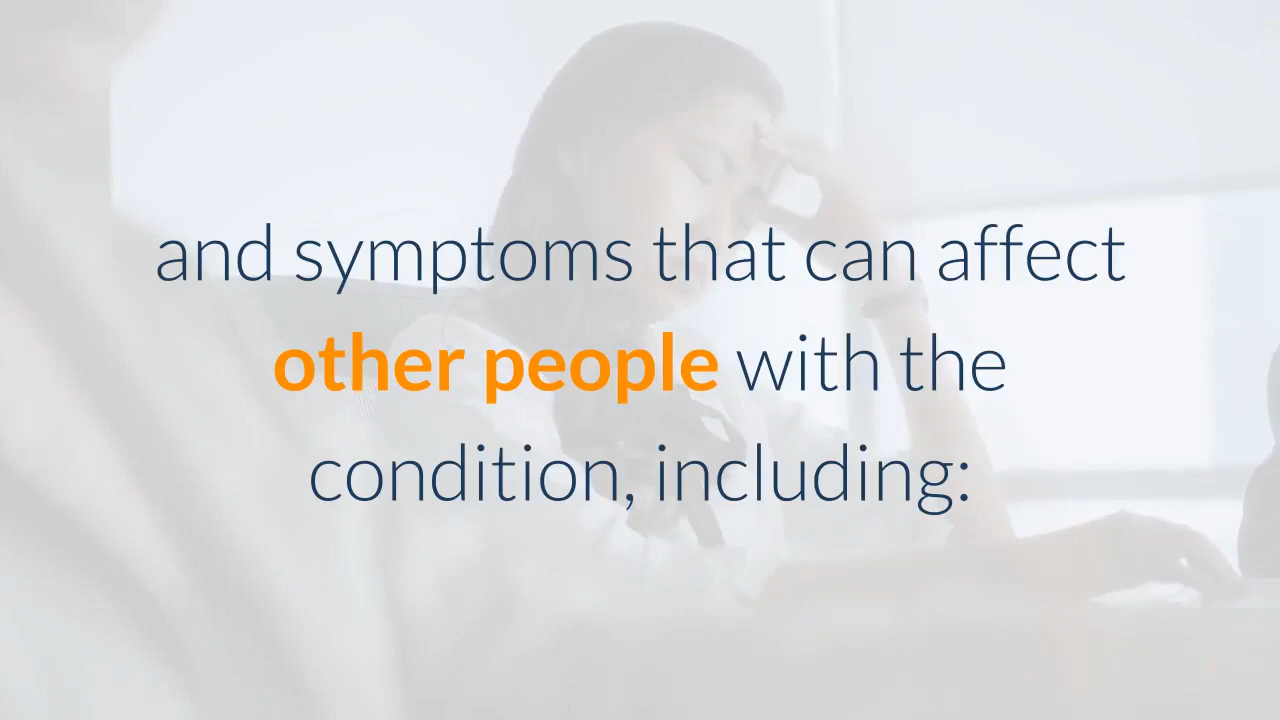 and symptoms that can affect
other people with the
condition, including: